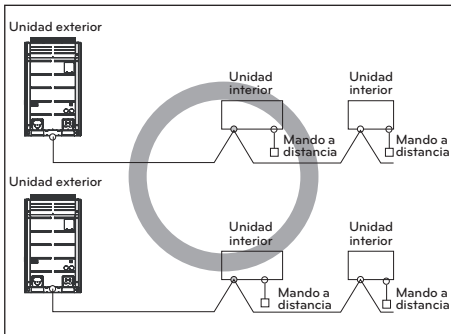 Unidad exterior
Unidad
interior
Unidad
interior
Mando a
distancia
Mando a
distancia
Unidad exterior
Unidad
interior
Unidad
interior
Mando a
distancia
Mando a
distancia